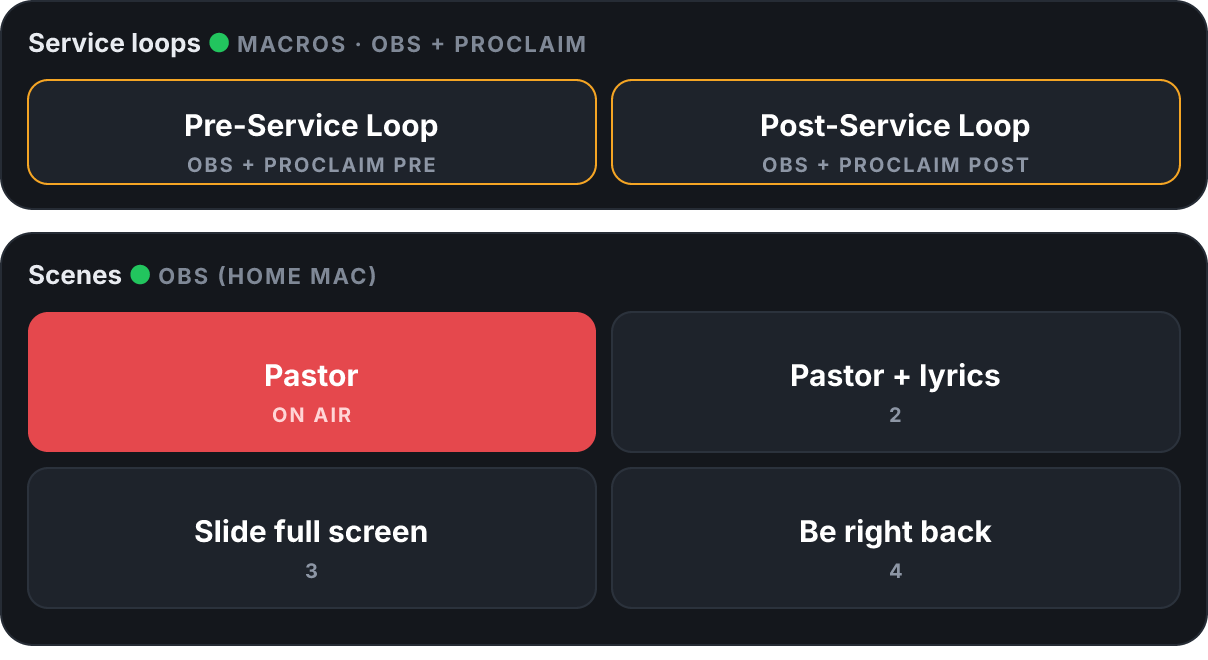 Service loops MACROS · OBS + PROCLAIM
Pre-Service Loop
OBS + PROCLAIM PRE
Post-Service Loop
OBS + PROCLAIM POST
Scenes OBS (HOME MAC)
Pastor
ON AIR
Pastor + lyrics
2
Slide full screen
3
Be right back
4